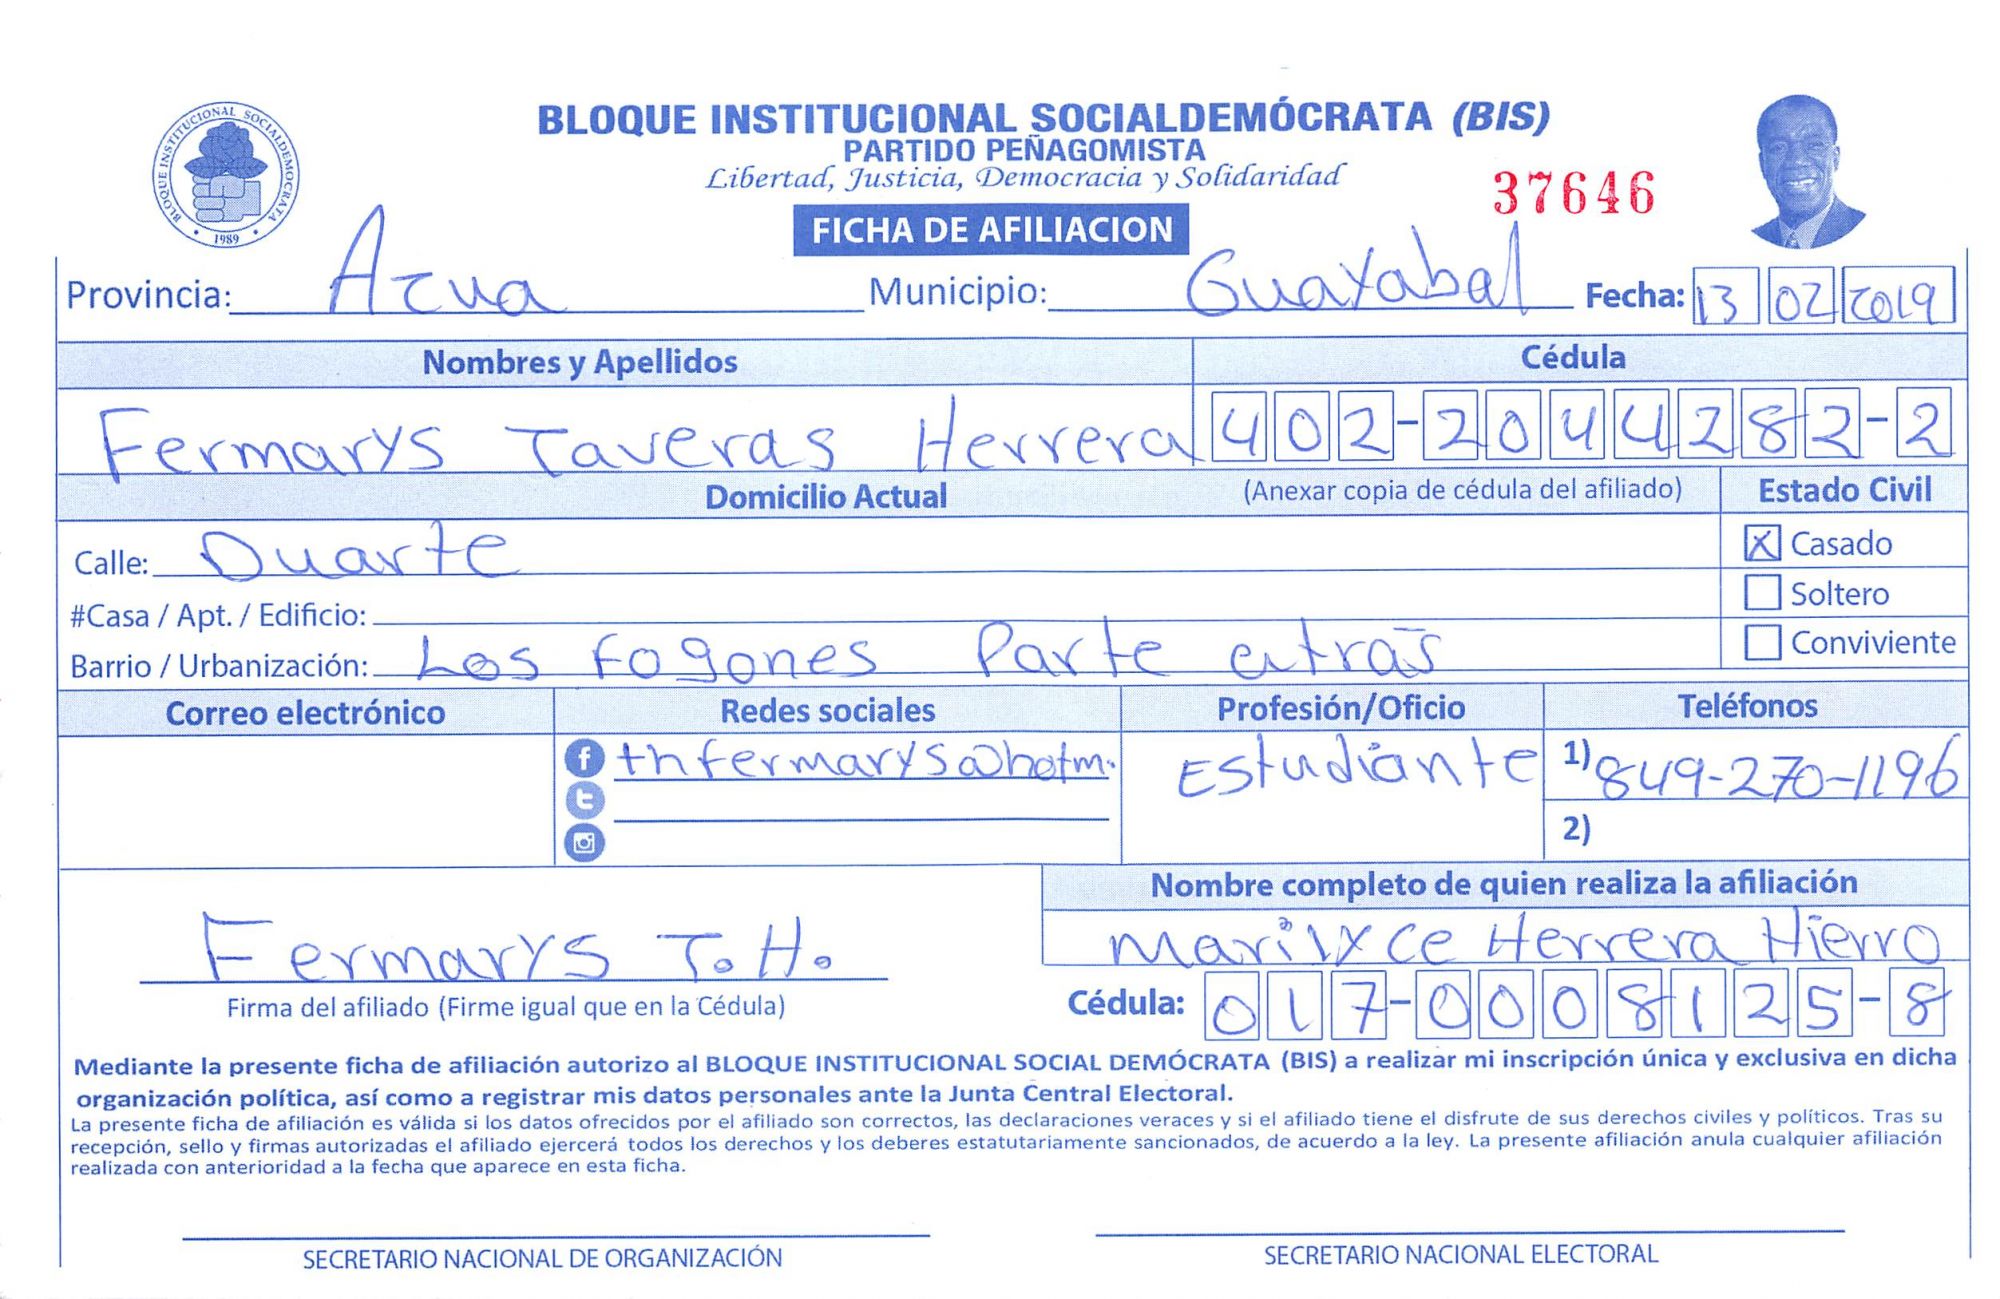 BLOQUE INSTITUCIONAL SOCIALDEMÓCRATA (BIS)
PARTIDO PEÑAGOMISTA
Libertad, Justicia, Democracia y Solidaridad
BLOQUE INSTITUCIONAL SOCIALDEMOCRATA
1989
37646
FICHA DE AFILIACION
Provincia: Azua Municipio: Guayabal Fecha: 13 02 2019
Nombres y Apellidos Cédula
Fermarys Taveras Herrera 402-2044282-2
Domicilio Actual (Anexar copia de cédula del afiliado) Estado Civil
Calle: Duarte X Casado
#Casa / Apt. / Edificio: Soltero
Barrio / Urbanización: Los Fogones Parte atrás Conviviente
Correo electrónico Redes sociales Profesión/Oficio Teléfonos
thfermarys@hotm. Estudiante 1) 849-270-1196
2)
Nombre completo de quien realiza la afiliación
Fermarys T. H. Marilyce Herrera Hierro
Firma del afiliado (Firme igual que en la Cédula) Cédula: 017-0008125-8
Mediante la presente ficha de afiliación autorizo al BLOQUE INSTITUCIONAL SOCIAL DEMÓCRATA (BIS) a realizar mi inscripción única y exclusiva en dicha
organización política, así como a registrar mis datos personales ante la Junta Central Electoral.
La presente ficha de afiliación es válida si los datos ofrecidos por el afiliado son correctos, las declaraciones veraces y si el afiliado tiene el disfrute de sus derechos civiles y políticos. Tras su
recepción, sello y firmas autorizadas el afiliado ejercerá todos los derechos y los deberes estatutariamente sancionados, de acuerdo a la ley. La presente afiliación anula cualquier afiliación
realizada con anterioridad a la fecha que aparece en esta ficha.
SECRETARIO NACIONAL DE ORGANIZACIÓN SECRETARIO NACIONAL ELECTORAL